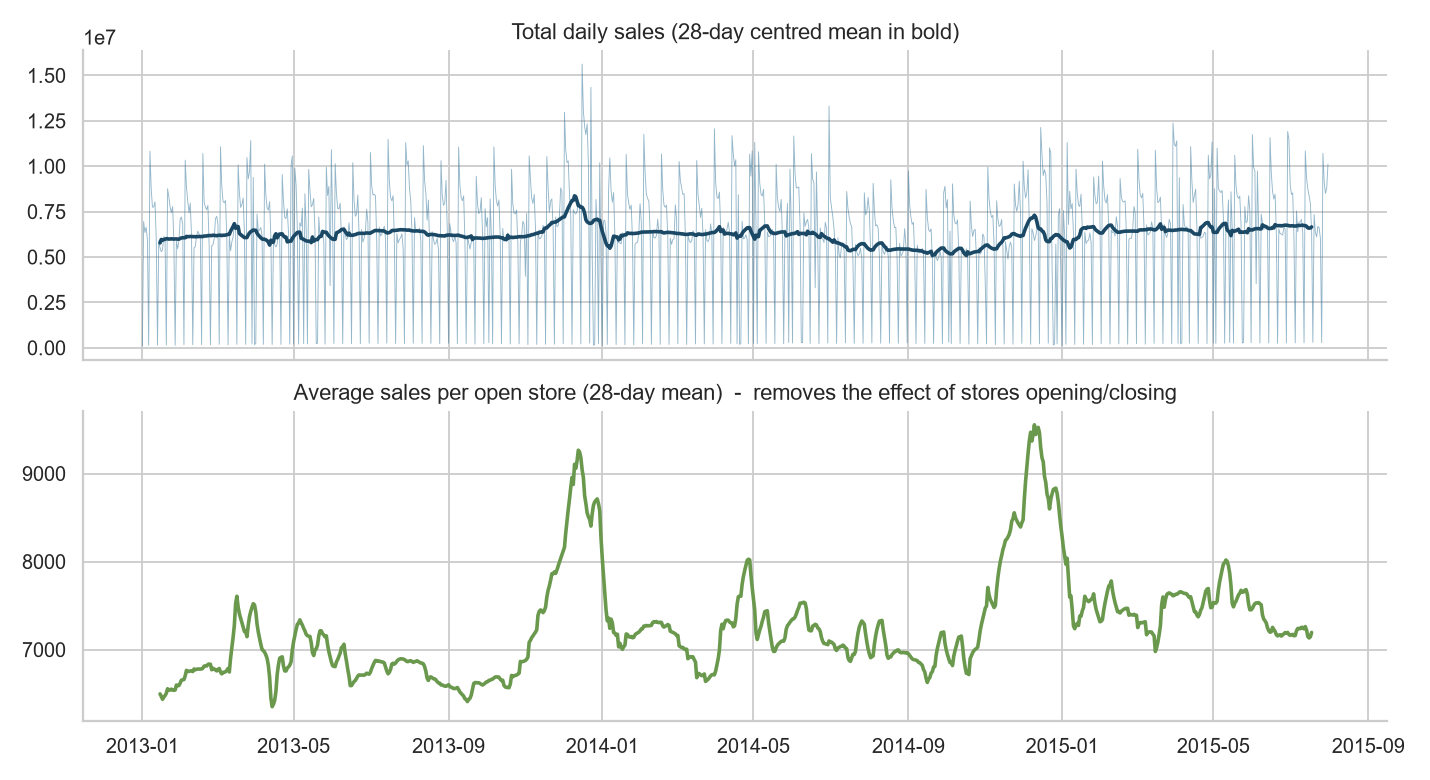 Total daily sales (28-day centred mean in bold)
1e7
1.50
1.25
1.00
0.75
0.50
0.25
0.00
Average sales per open store (28-day mean)  -  removes the effect of stores opening/closing
9000
8000
7000
2013-01 2013-05 2013-09 2014-01 2014-05 2014-09 2015-01 2015-05 2015-09